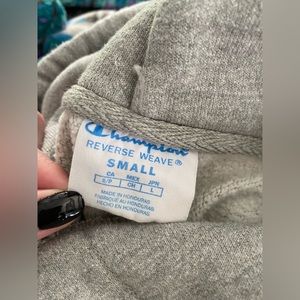 Champion
REVERSE WEAVE®
SMALL
CA MEX JPN
S/P CH L
MADE IN HONDURAS
FABRIQUÉ AU HONDURAS
HECHO EN HONDURAS